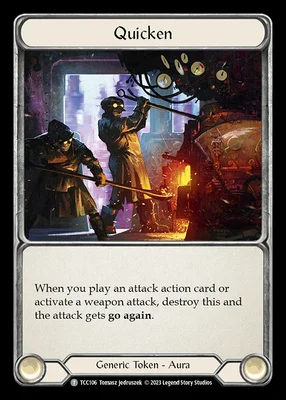 Quicken
When you play an attack action card or
activate a weapon attack, destroy this and
the attack gets go again.
Generic Token - Aura
T TCC106 Tomasz Jedruszek © 2023 Legend Story Studios